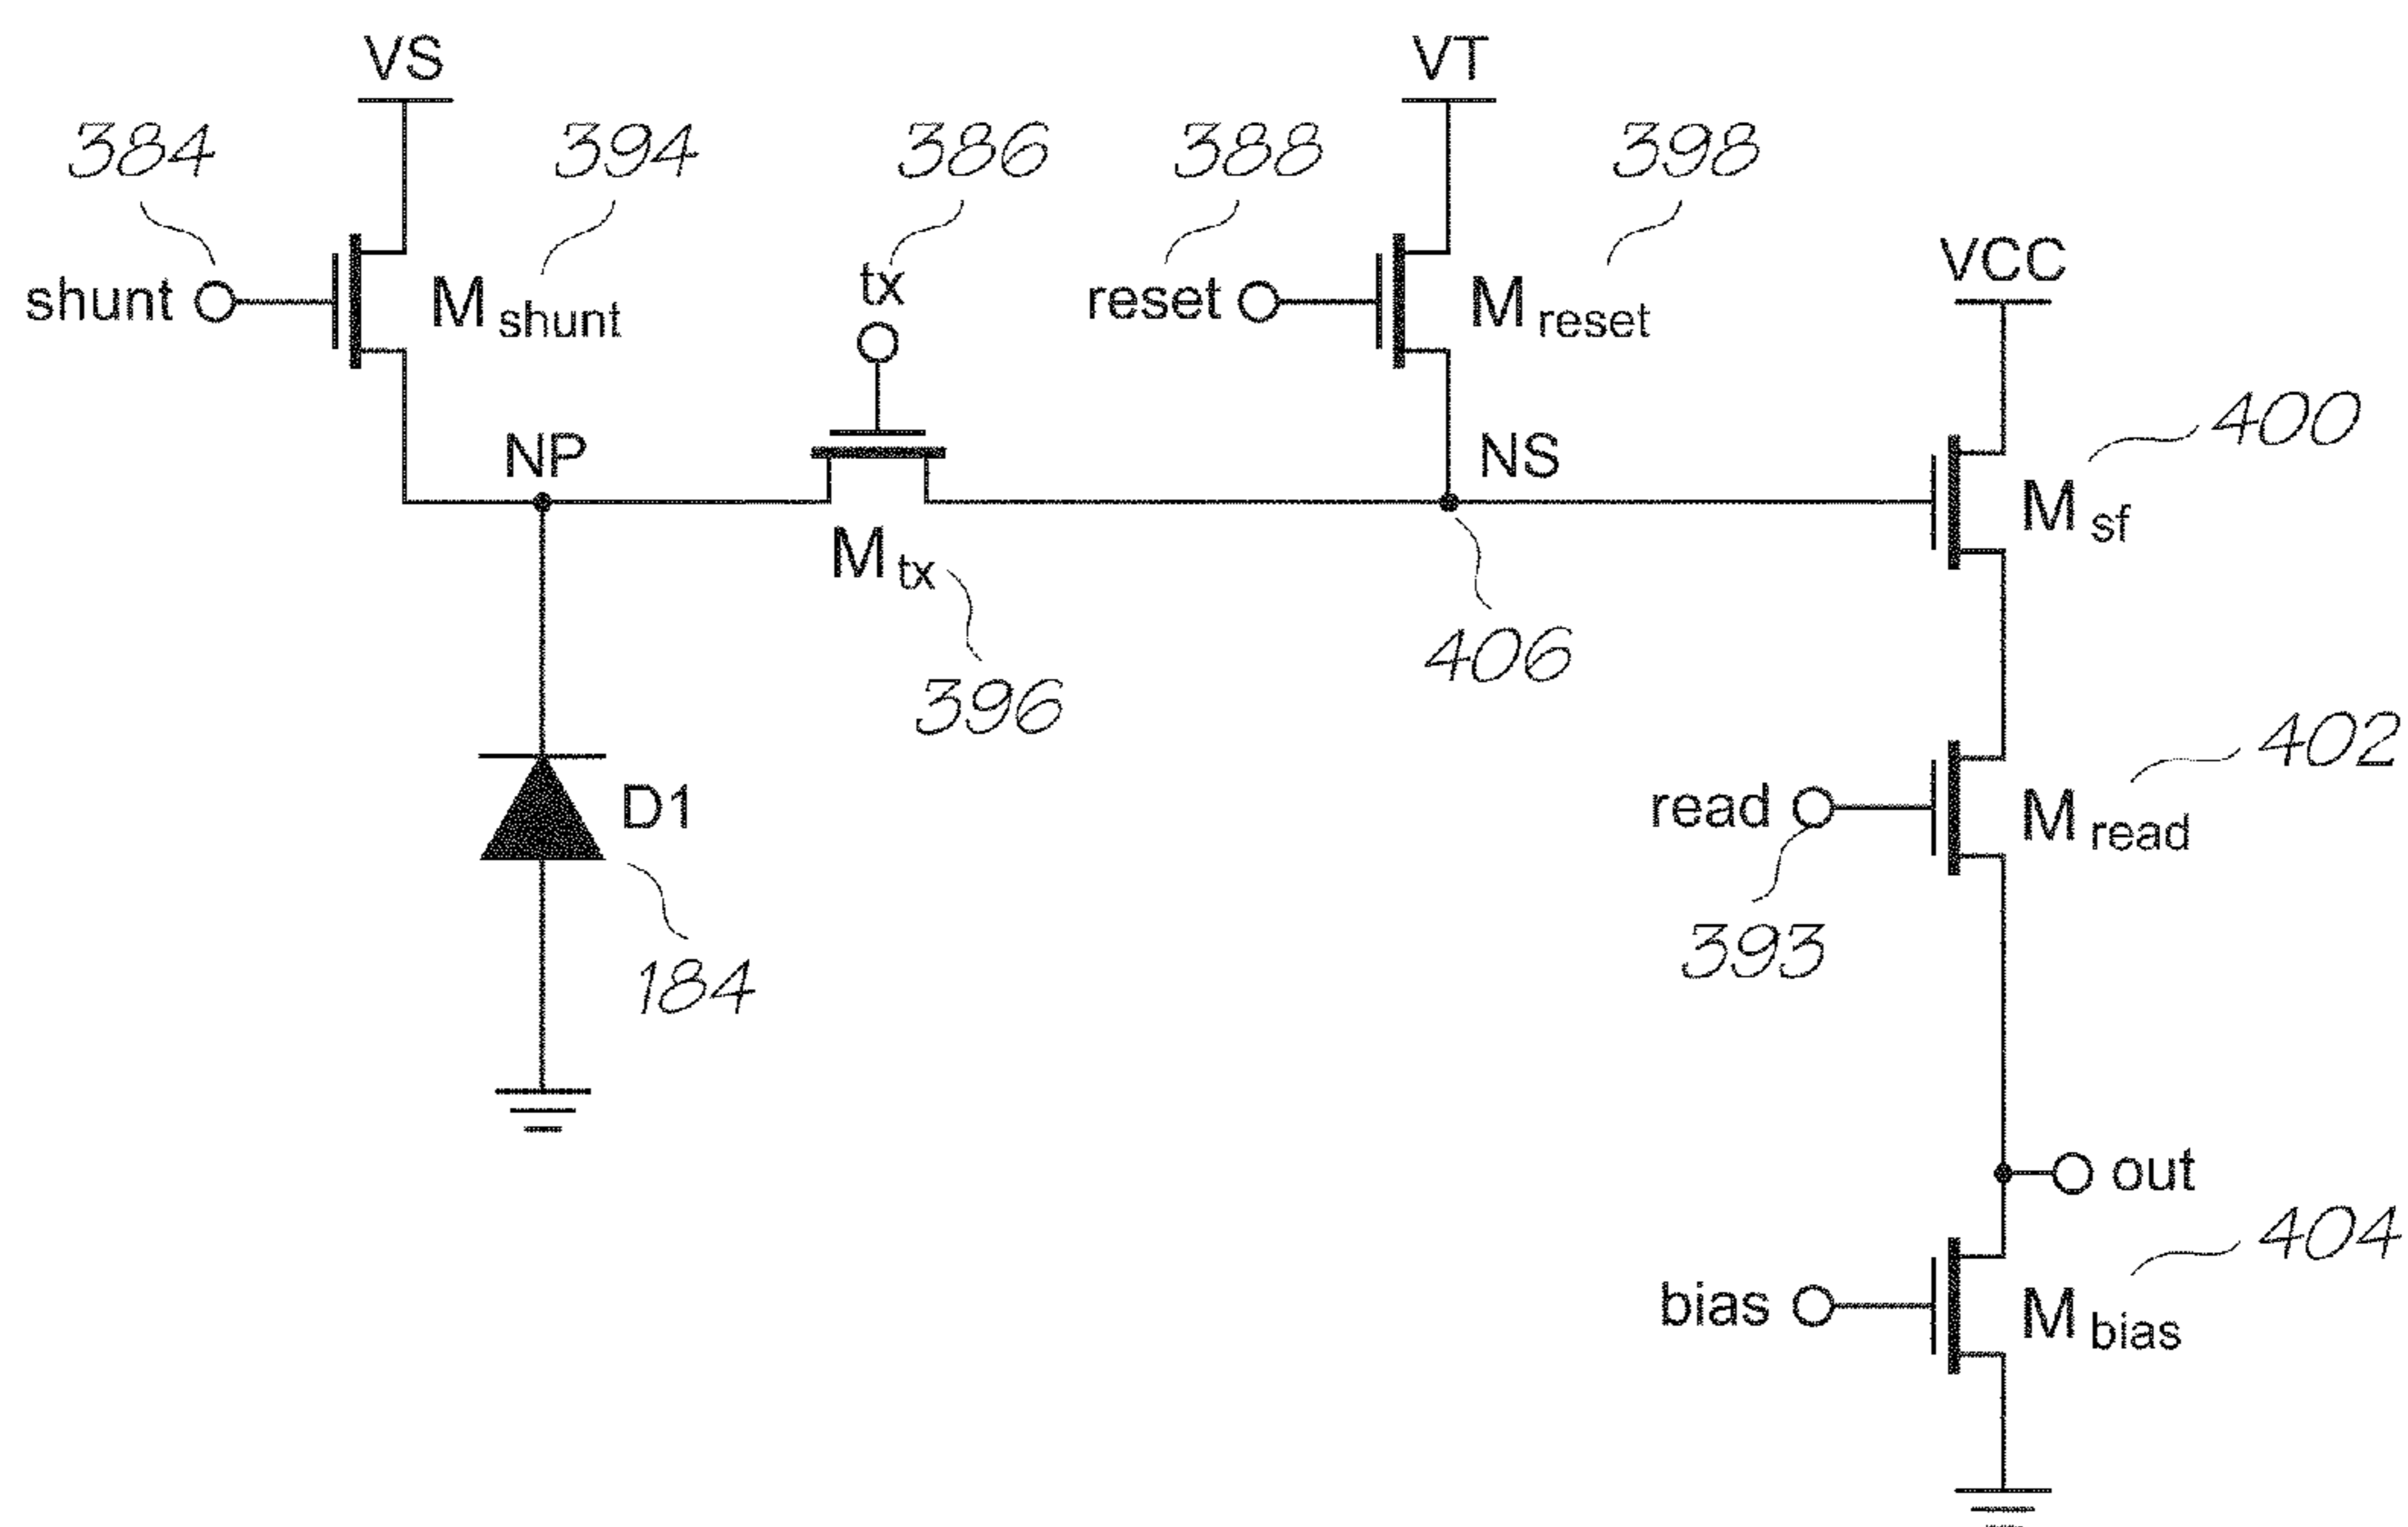 VS
VT
384
394
386
388
398
VCC
shunt
M shunt
tx
reset
M reset
400
NP
NS
M sf
M tx
406
396
402
D1
read
M read
393
184
out
404
bias
M bias